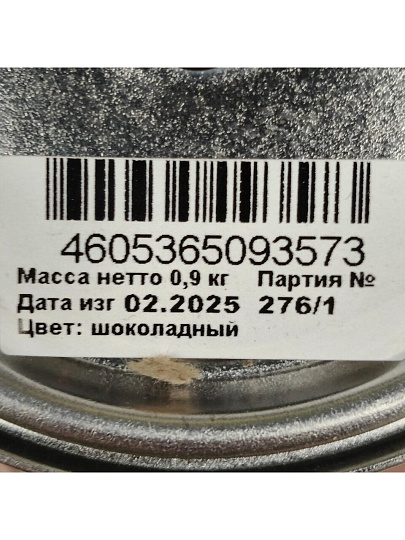 4605365093573
Масса нетто 0,9 кг Партия №
Дата изг 02.2025 276/1
Цвет: шоколадный